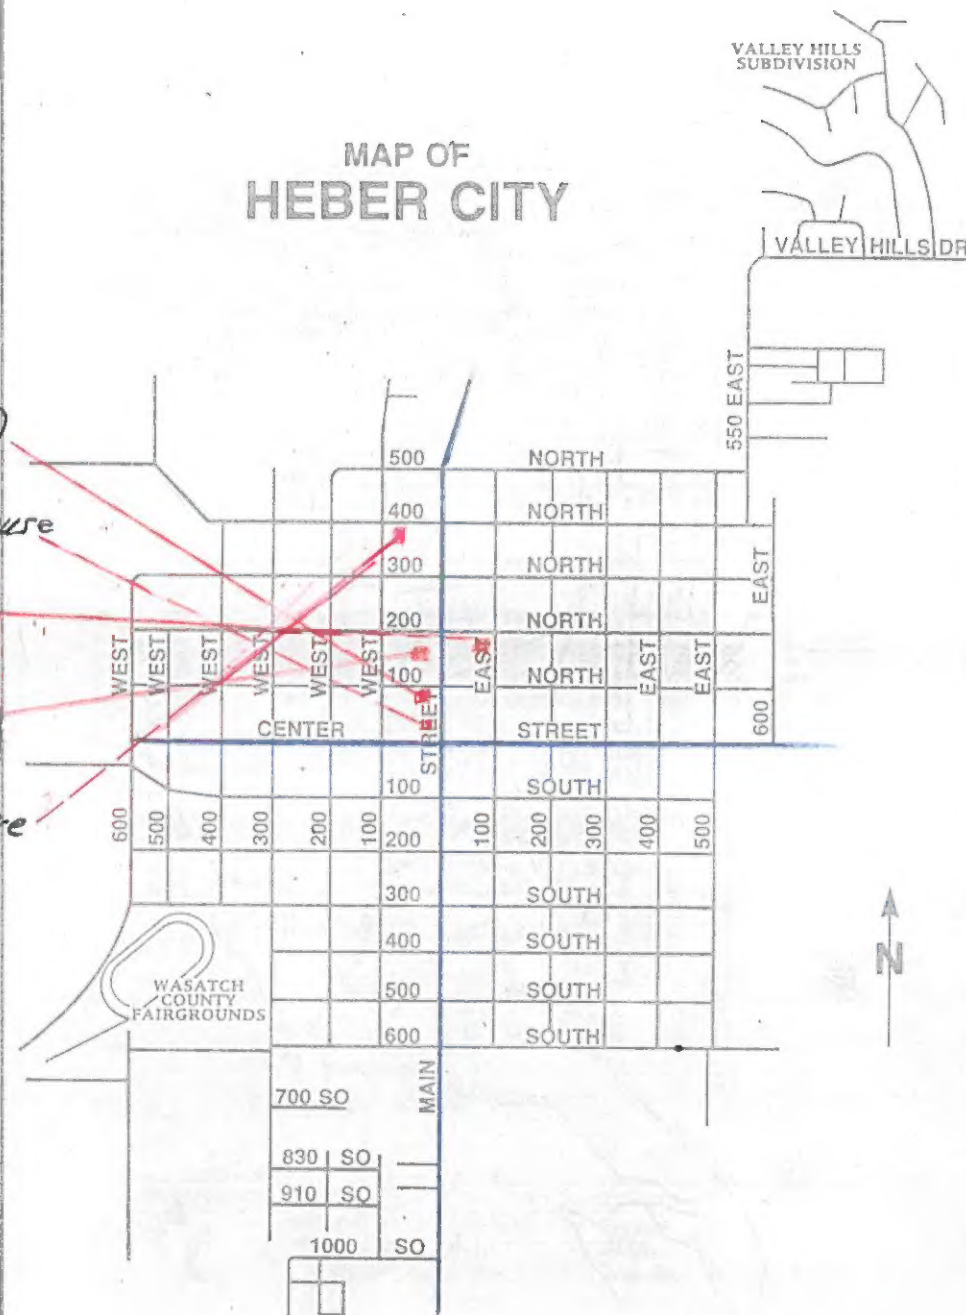 VALLEY HILLS
SUBDIVISION
MAP OF
HEBER CITY
VALLEY HILLS DR
550 EAST
500 NORTH
400 NORTH
300 NORTH
200 NORTH
100 NORTH
EAST
WEST WEST WEST WEST WEST WEST EAST EAST EAST
600
CENTER STREET STREET
100 SOUTH
600 500 400 300 200 100 100 200 300 400 500
200
300 SOUTH
400 SOUTH
500 SOUTH
600 SOUTH
WASATCH
COUNTY
FAIRGROUNDS
N
MAIN
700 SO
830 SO
910 SO
1000 SO